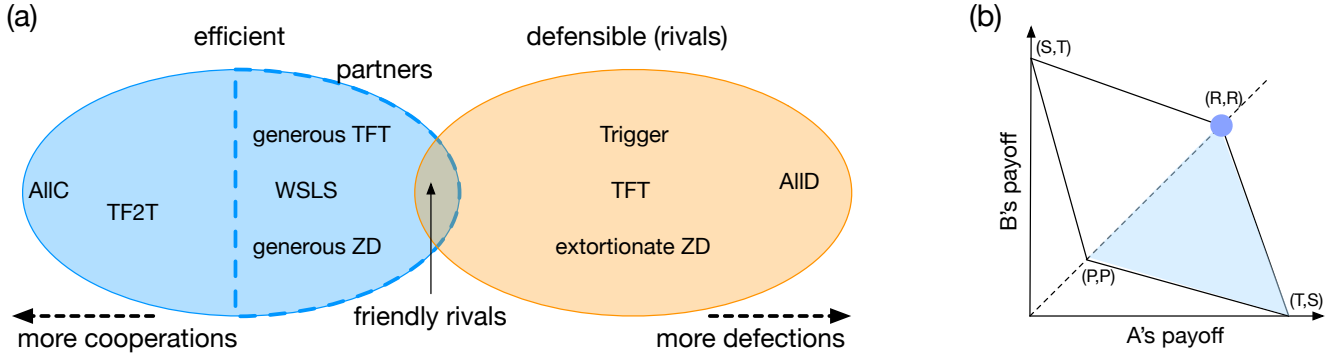 (a)
efficient
defensible (rivals)
partners
generous TFT
Trigger
AllC
WSLS
TFT
AllD
TF2T
generous ZD
extortionate ZD
friendly rivals
more cooperations
more defections
(b)
(S,T)
(R,R)
B's payoff
(P,P)
(T,S)
A's payoff